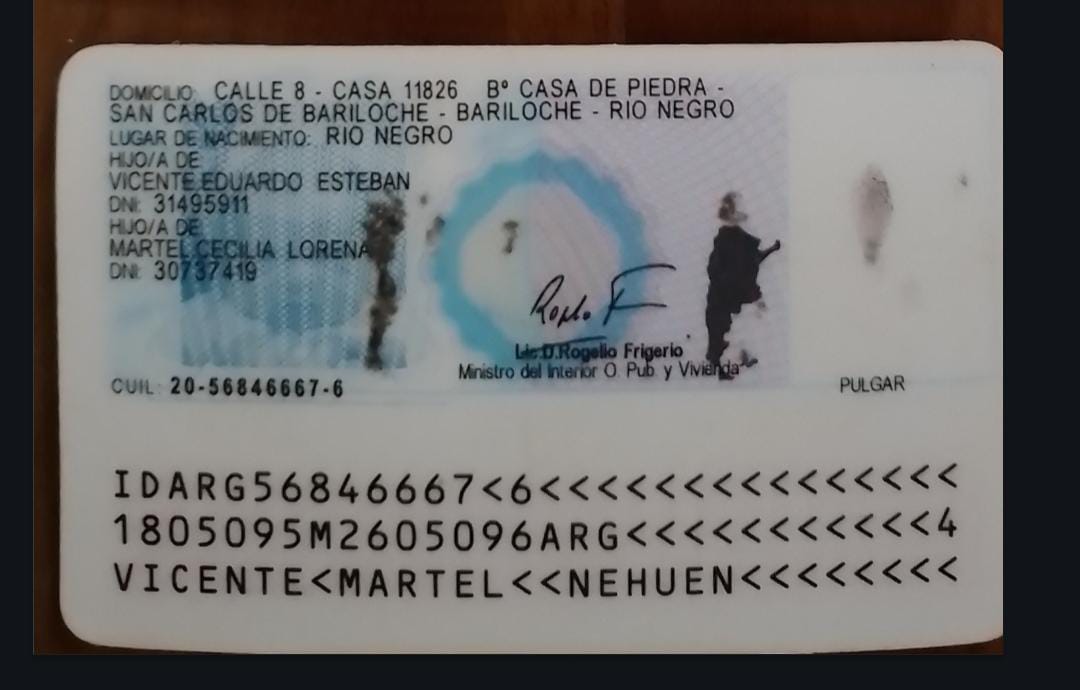 DOMICILIO: CALLE 8 - CASA 11826 Bº CASA DE PIEDRA -
SAN CARLOS DE BARILOCHE - BARILOCHE - RIO NEGRO
LUGAR DE NACIMIENTO: RIO NEGRO
HIJO/A DE
VICENTE EDUARDO ESTEBAN
DNI: 31495911
HIJO/A DE
MARTEL CECILIA LORENA
DNI: 30737419
Lic.D.Rogelio Frigerio
Ministro del Interior O. Pub. y Vivienda
CUIL: 20-56846667-6
PULGAR
IDARG56846667<6<<<<<<<<<<<<<<<
1805095M2605096ARG<<<<<<<<<<<4
VICENTE<MARTEL<<NEHUEN<<<<<<<<